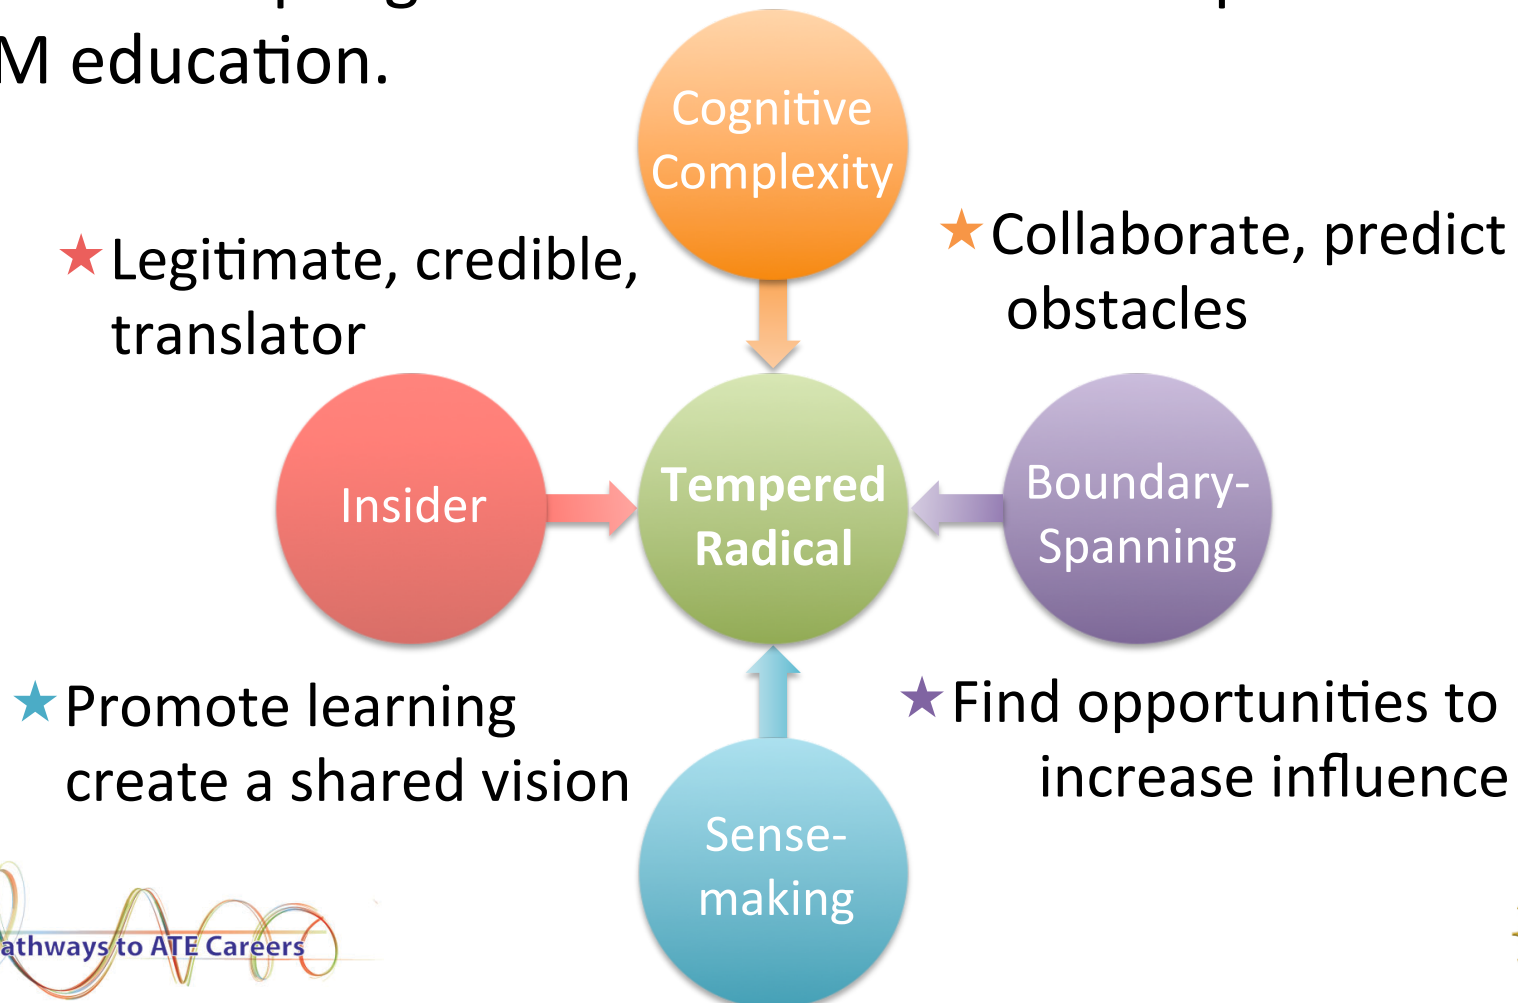 M education.
Cognitive
Complexity
Legitimate, credible,
translator
Collaborate, predict
obstacles
Insider
Tempered
Radical
Boundary-
Spanning
Promote learning
create a shared vision
Find opportunities to
increase influence
Sense-
making
athways to ATE Careers